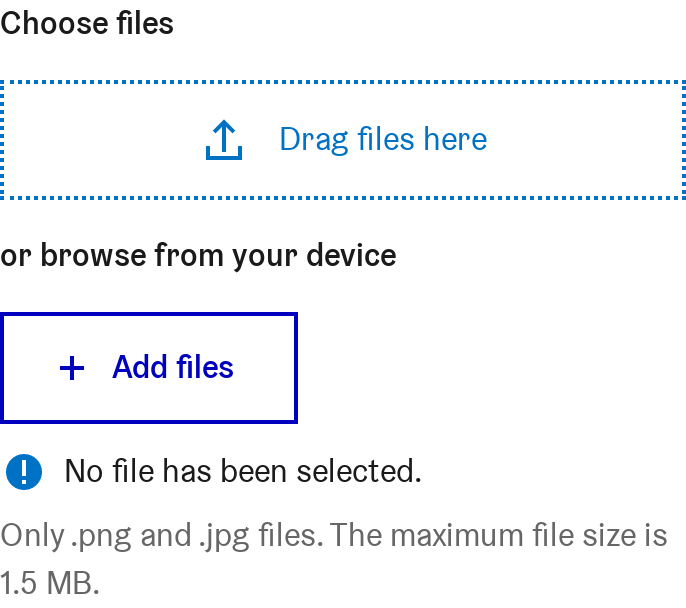 Choose files
Drag files here
or browse from your device
Add files
No file has been selected.
Only .png and .jpg files. The maximum file size is
1.5 MB.